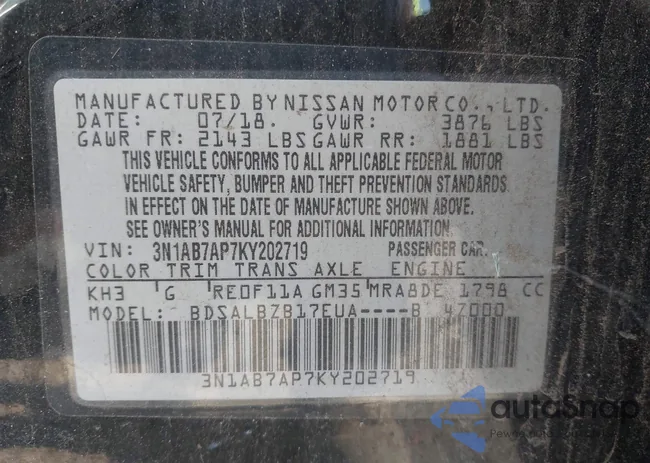 MANUFACTURED BY NISSAN MOTOR CO., LTD.
DATE: 07/18. GVWR: 3876 LBS
GAWR FR: 2143 LBS GAWR RR: 1881 LBS
THIS VEHICLE CONFORMS TO ALL APPLICABLE FEDERAL MOTOR
VEHICLE SAFETY, BUMPER AND THEFT PREVENTION STANDARDS
IN EFFECT ON THE DATE OF MANUFACTURE SHOWN ABOVE.
SEE OWNER'S MANUAL FOR ADDITIONAL INFORMATION.
VIN: 3N1AB7AP7KY202719 PASSENGER CAR
COLOR TRIM TRANS AXLE ENGINE
KH3 G RE0F11A GM35 MRA8DE 1798 CC
MODEL: BDSALBZB17EUA----B 4Z000
3N1AB7AP7KY202719
autoSnap